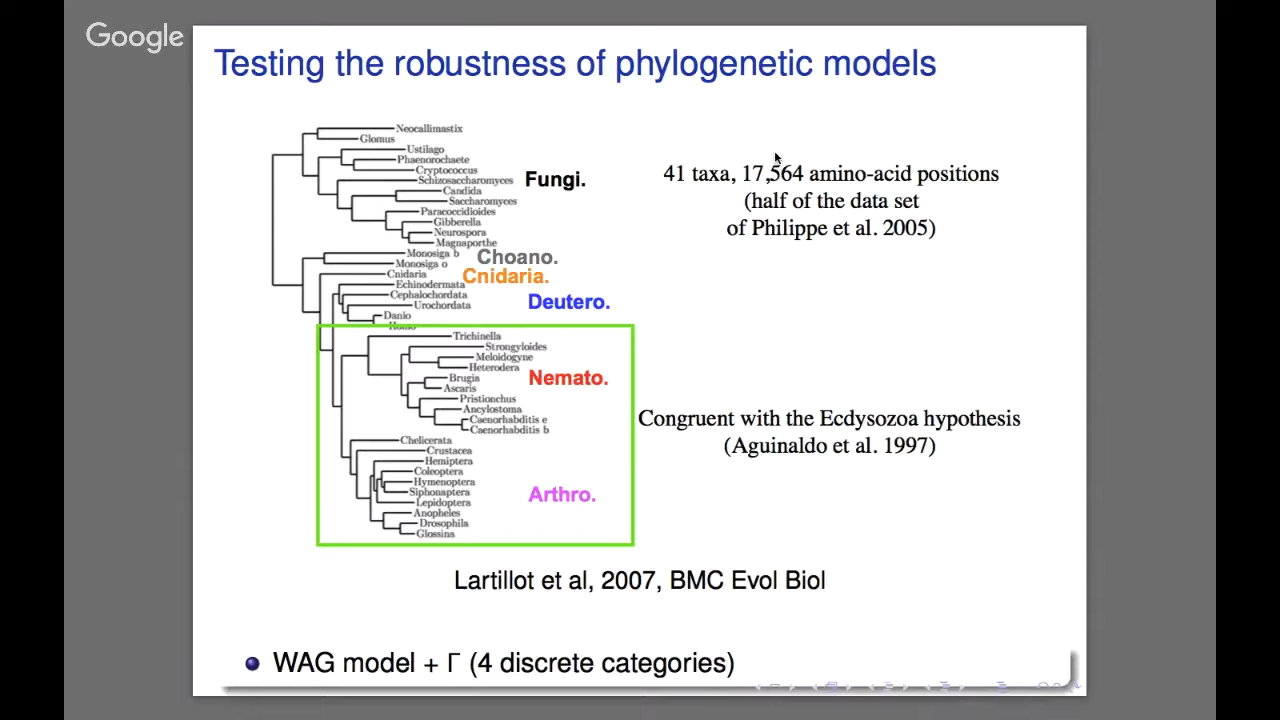 Google
Testing the robustness of phylogenetic models
Neocallimastix
Glomus
Ustilago
Phaenorochaete
Cryptococcus
Schizosaccharomyces
Fungi.
Candida
Saccharomyces
Paracoccidioides
Gibberella
Neurospora
Magnaporthe
41 taxa, 17,564 amino-acid positions
(half of the data set
of Philippe et al. 2005)
Monosiga b
Choano.
Monosiga o
Cnidaria
Cnidaria.
Echinodermata
Cephalochordata
Deutero.
Urochordata
Danio
Homo
Trichinella
Strongyloides
Meloidogyne
Heterodera
Brugia
Nemato.
Ascaris
Pristionchus
Ancylostoma
Caenorhabditis e
Caenorhabditis b
Congruent with the Ecdysozoa hypothesis
(Aguinaldo et al. 1997)
Chelicerata
Crustacea
Hemiptera
Coleoptera
Hymenoptera
Siphonaptera
Arthro.
Lepidoptera
Anopheles
Drosophila
Glossina
Lartillot et al, 2007, BMC Evol Biol
WAG model + Γ (4 discrete categories)